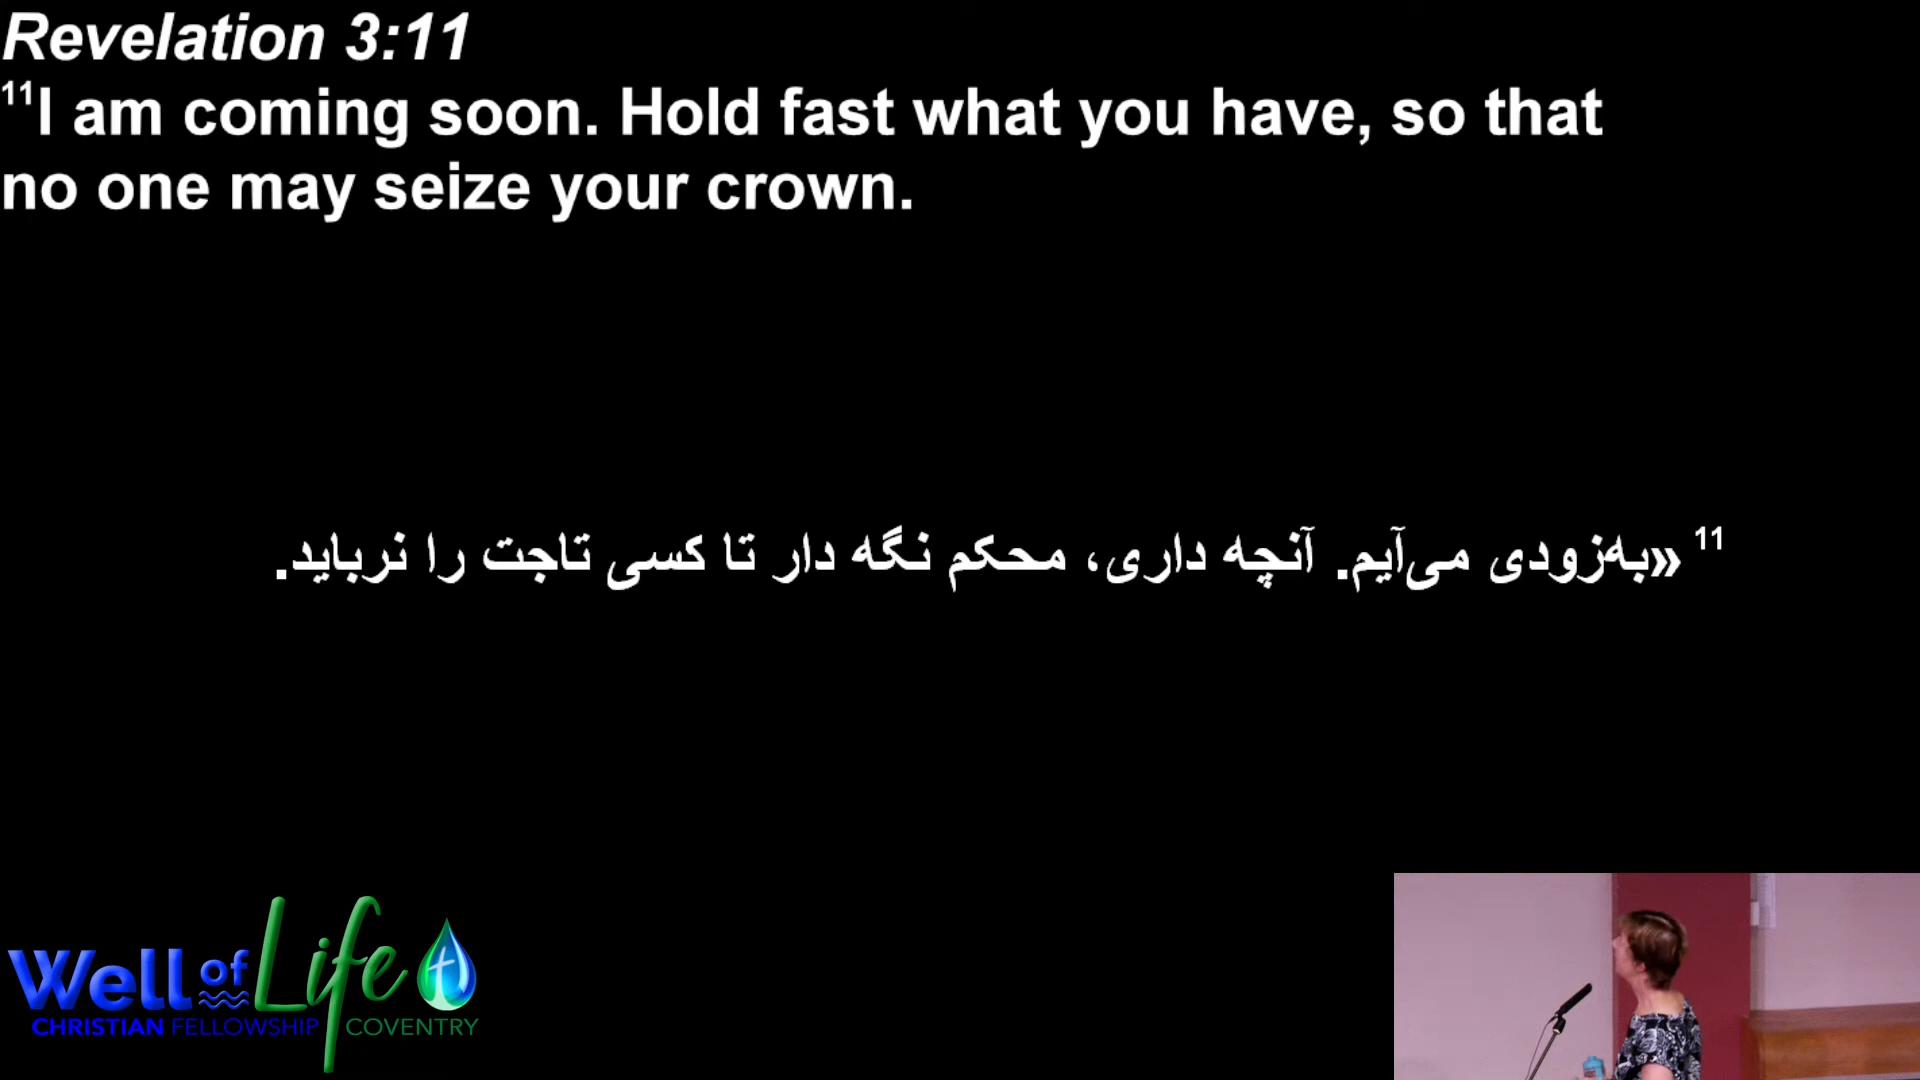 Revelation 3:11
¹¹I am coming soon. Hold fast what you have, so that
no one may seize your crown.
¹¹ «به‌زودی می‌آیم. آنچه داری، محکم نگه دار تا کسی تاجت را نرباید.
Well of Life
CHRISTIAN FELLOWSHIP COVENTRY